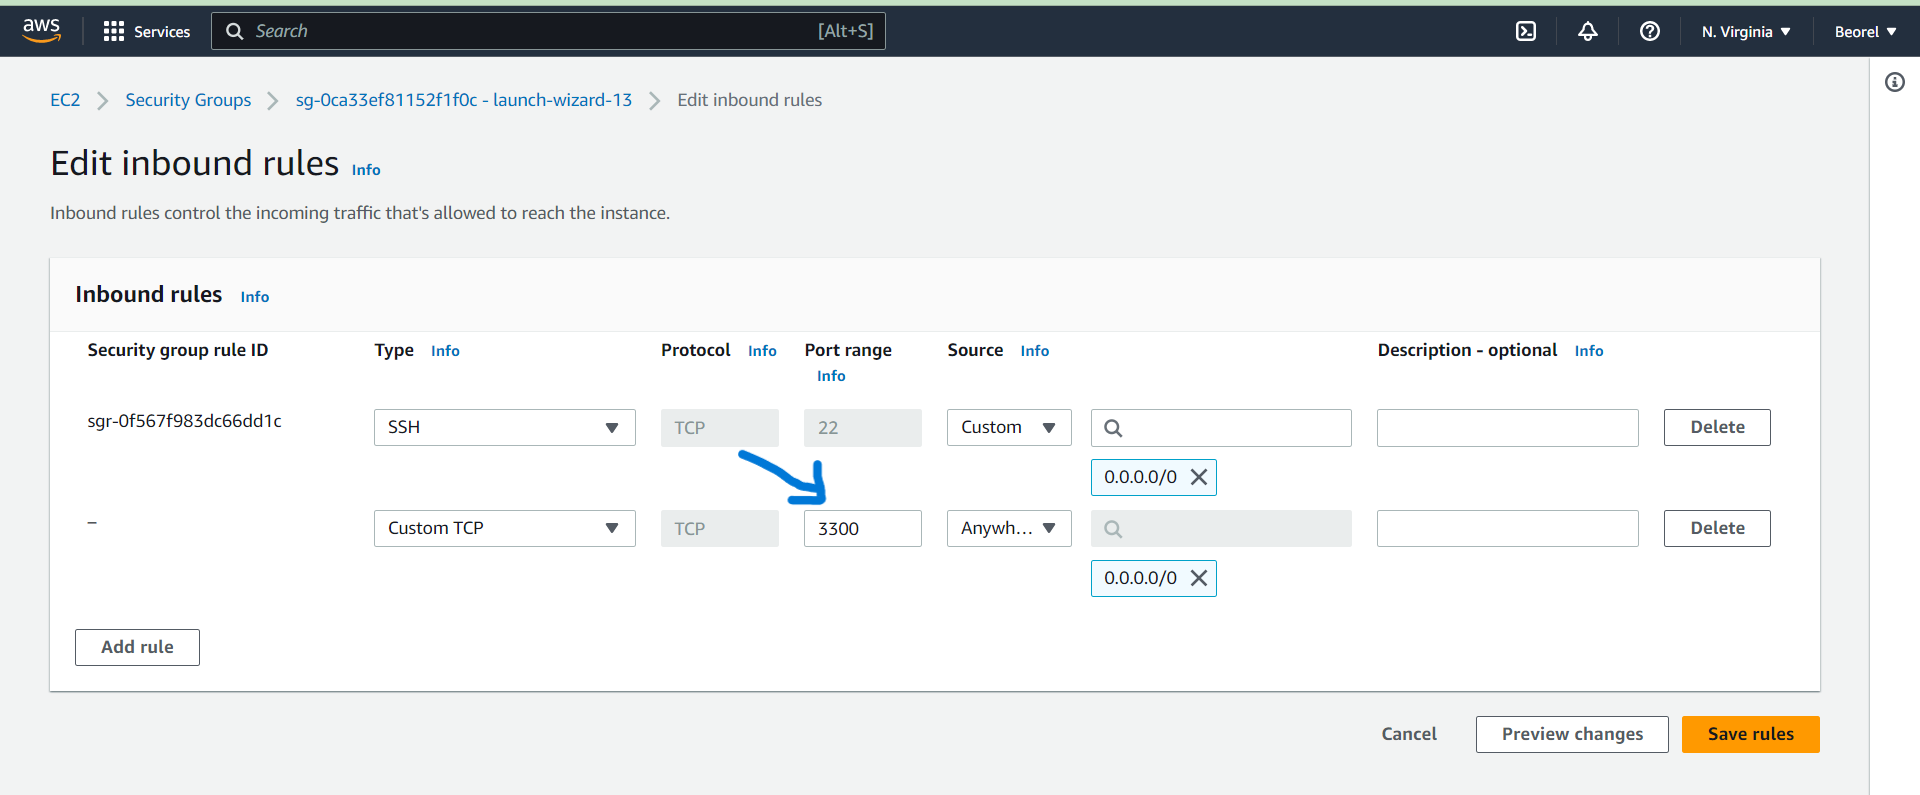 aws Services Search [Alt+S] N. Virginia Beorel
EC2 Security Groups sg-0ca33ef81152f1f0c - launch-wizard-13 Edit inbound rules
Edit inbound rules Info
Inbound rules control the incoming traffic that's allowed to reach the instance.
Inbound rules Info
Security group rule ID Type Info Protocol Info Port range Source Info Description - optional Info
Info
sgr-0f567f983dc66dd1c SSH TCP 22 Custom Delete
0.0.0.0/0
– Custom TCP TCP 3300 Anywh... Delete
0.0.0.0/0
Add rule
Cancel Preview changes Save rules